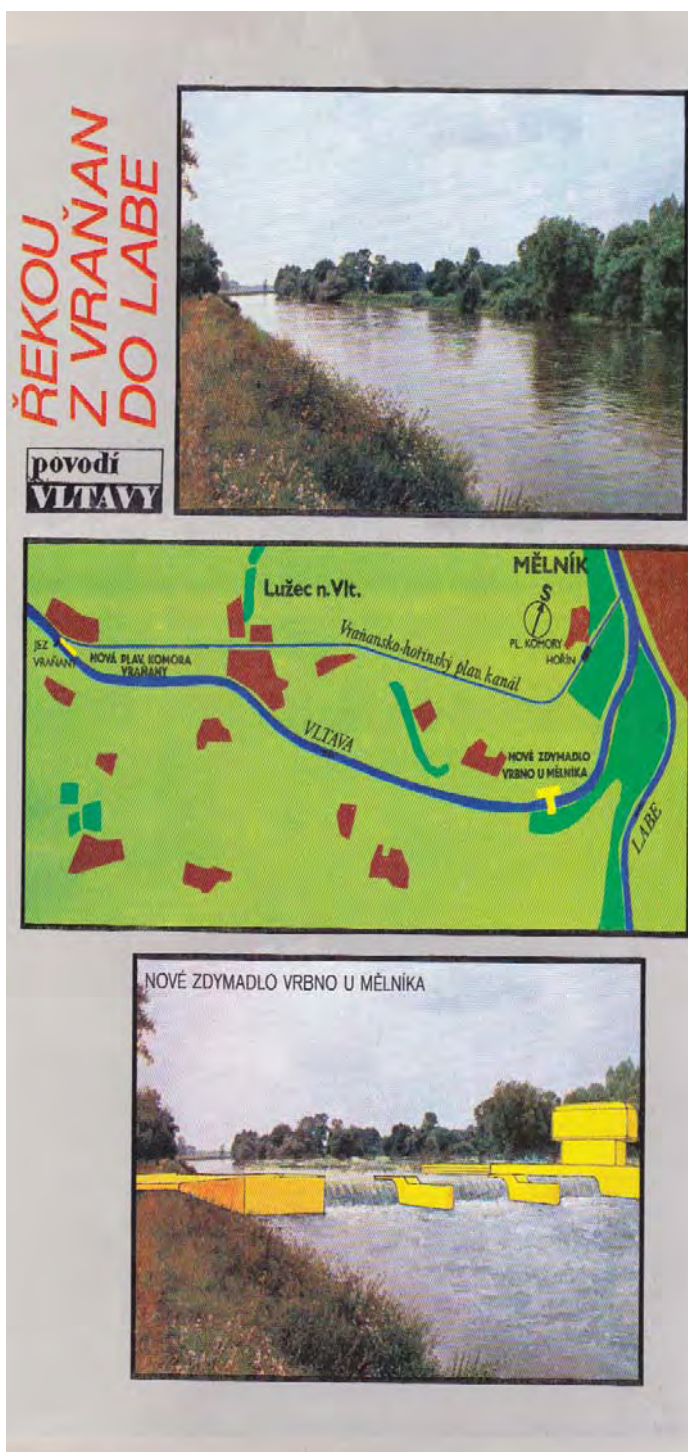 ŘEKOU
Z VRAŇAN
DO LABE
povodí
VLTAVY
MĚLNÍK
S
Lužec n.Vlt.
PL. KOMORY
HOŘÍN
Vraňansko-hořínský plav. kanál
JEZ
VRAŇANY
NOVÁ PLAV. KOMORA
VRAŇANY
VLTAVA
NOVÉ ZDYMADLO
VRBNO U MĚLNÍKA
LABE
NOVÉ ZDYMADLO VRBNO U MĚLNÍKA